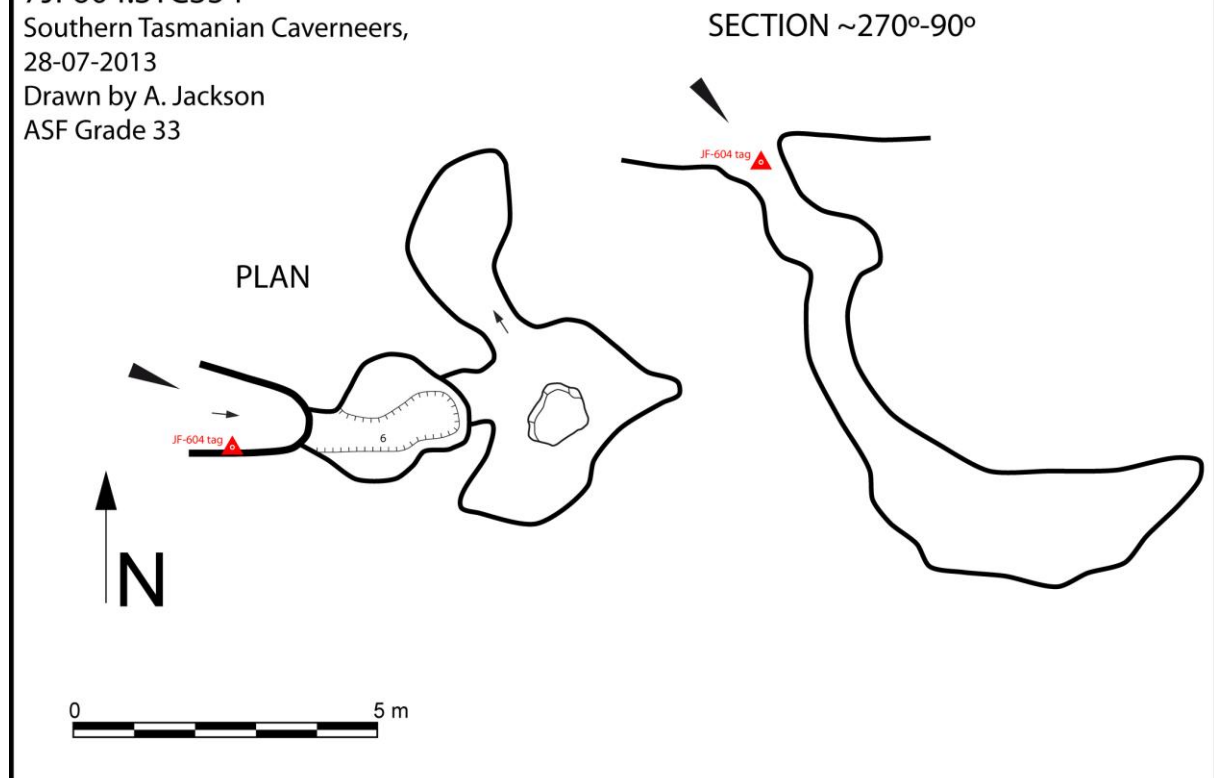 Southern Tasmanian Caverneers,
28-07-2013
Drawn by A. Jackson
ASF Grade 33
SECTION ~270º-90º
JF-604 tag
PLAN
JF-604 tag
6
N
0 5 m